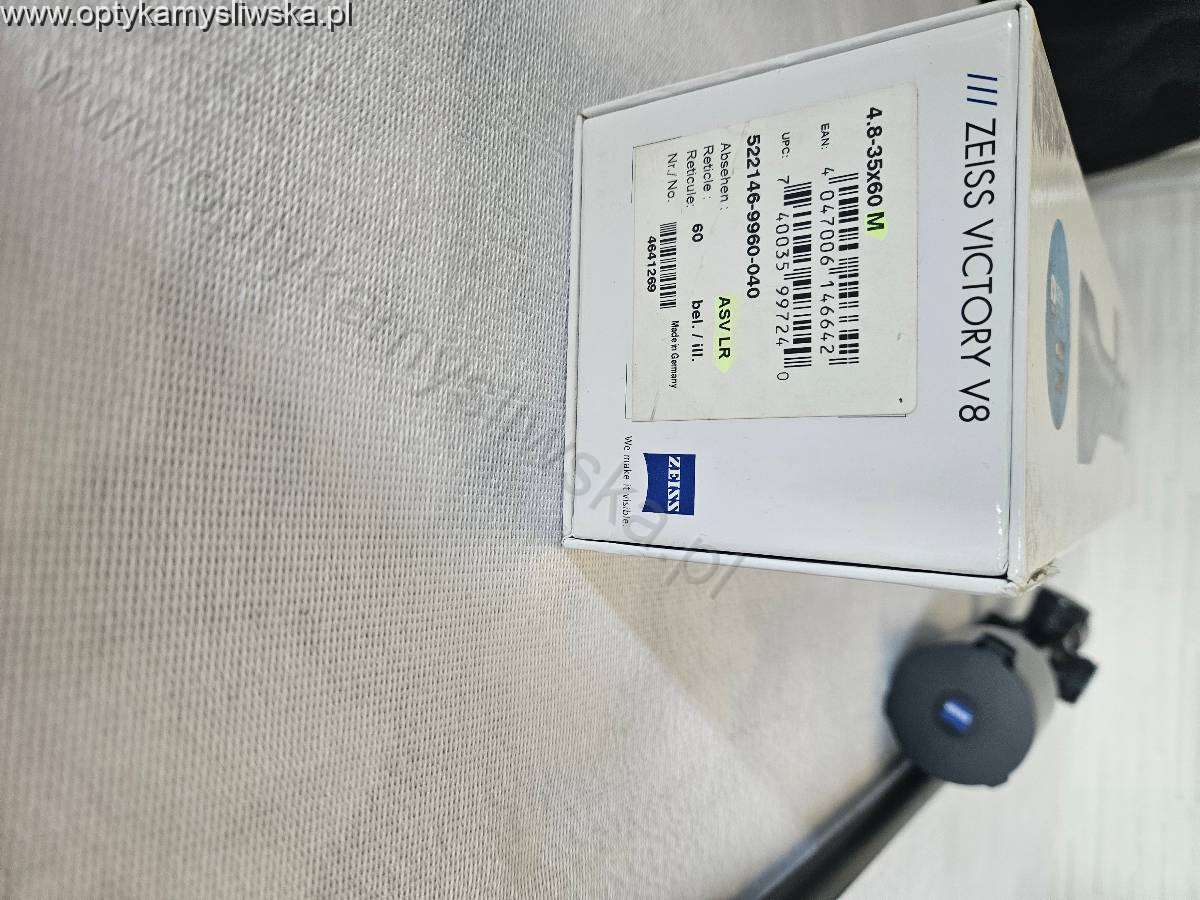 www.optykamysliwska.pl
/// ZEISS VICTORY V8
4.8-35x60 M
EAN:
4 047006 146642
UPC:
7 40035 99724 0
522146-9960-040
Absehen :
Reticle : ASV LR
Reticule: 60 bel. / ill.
Nr./ No. 4641269 Made in Germany
ZEISS
We make it visible.